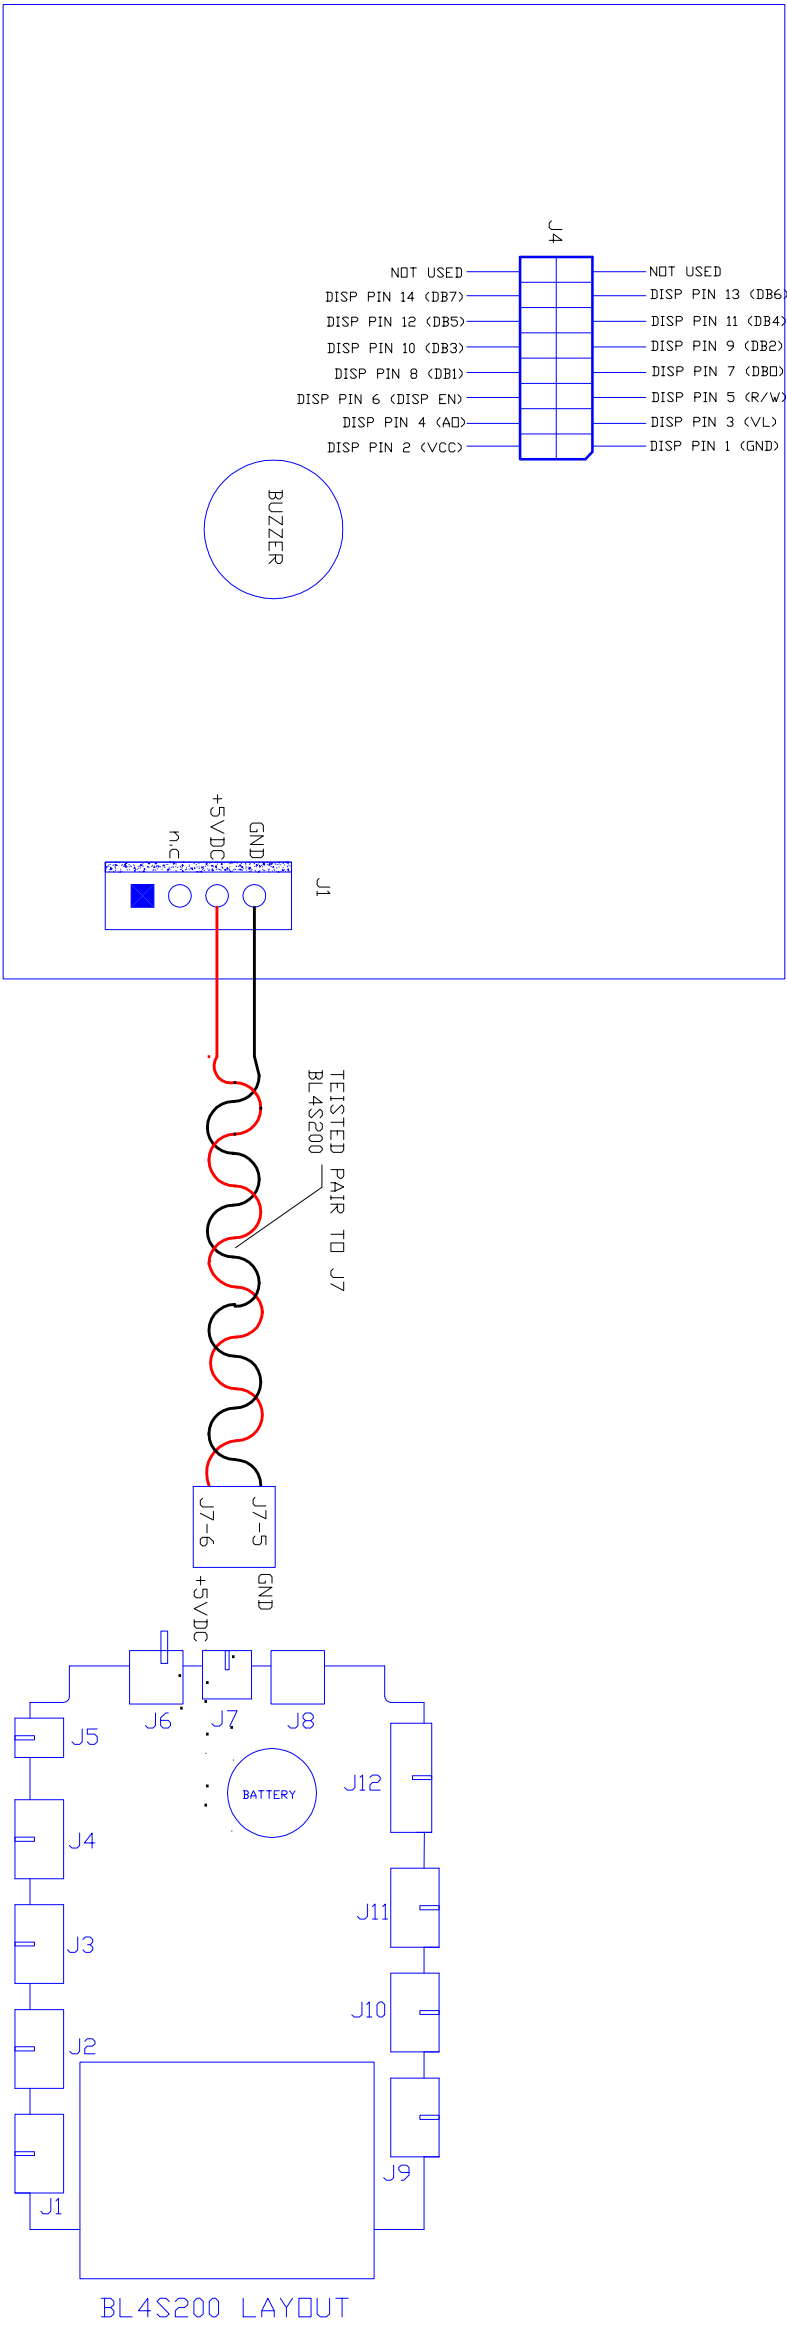 J4
NOT USED
NOT USED
DISP PIN 14 (DB7)
DISP PIN 13 (DB6)
DISP PIN 12 (DB5)
DISP PIN 11 (DB4)
DISP PIN 10 (DB3)
DISP PIN 9 (DB2)
DISP PIN 8 (DB1)
DISP PIN 7 (DB0)
DISP PIN 6 (DISP EN)
DISP PIN 5 (R/W)
DISP PIN 4 (A0)
DISP PIN 3 (VL)
DISP PIN 2 (VCC)
DISP PIN 1 (GND)
BUZZER
n.c
+5VDC
GND
J1
TEISTED PAIR TO J7
BL4S200
J7-6
J7-5
+5VDC
GND
J6
J7
J8
J5
BATTERY
J12
J4
J11
J3
J10
J2
J9
J1
BL4S200 LAYOUT